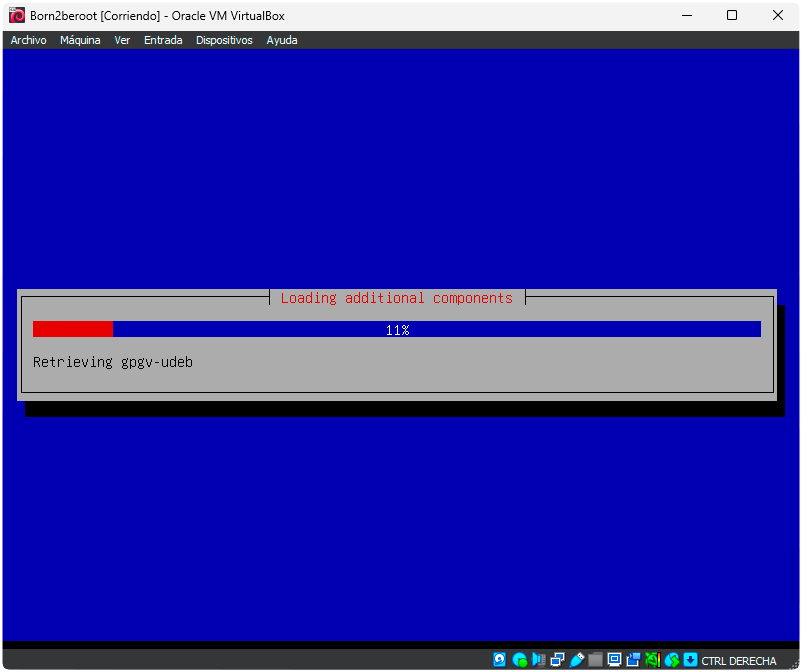 Born2beroot [Corriendo] - Oracle VM VirtualBox
Archivo Máquina Ver Entrada Dispositivos Ayuda
Loading additional components
11%
Retrieving gpgv-udeb
CTRL DERECHA